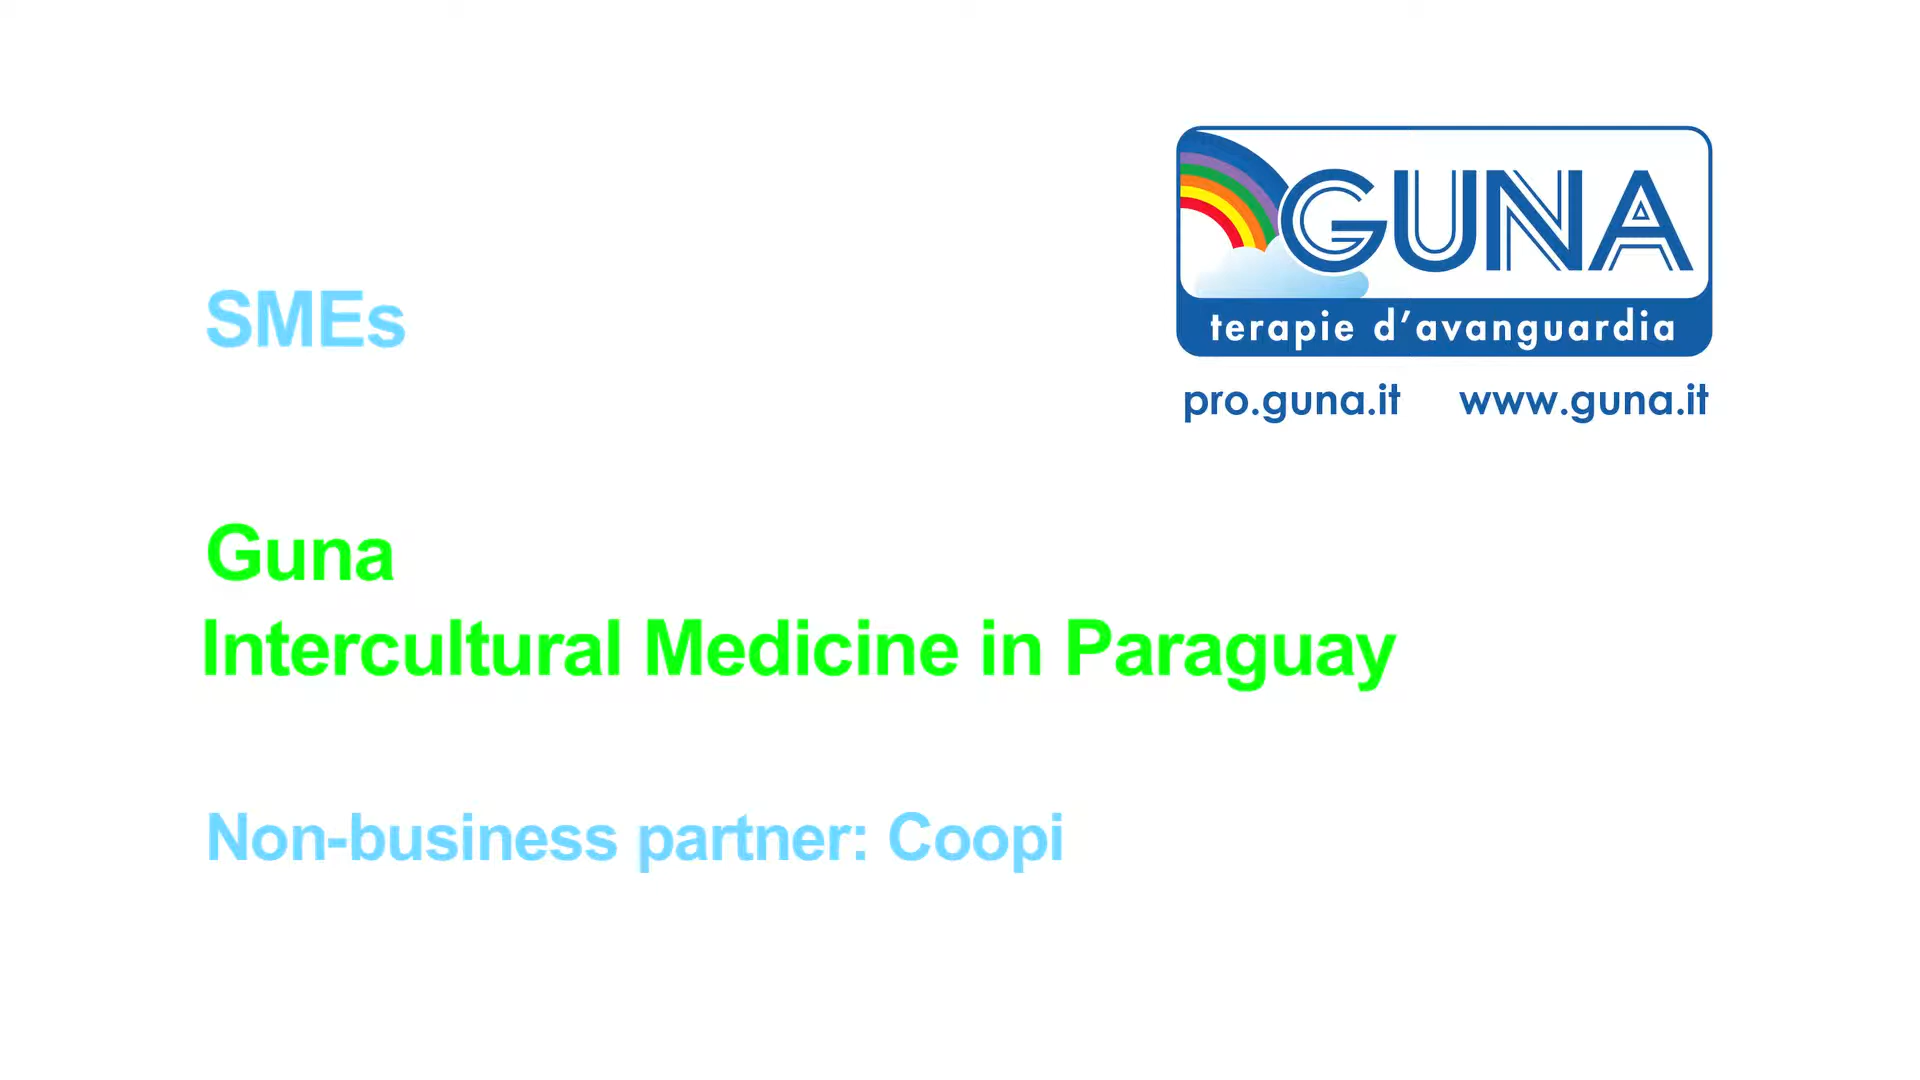 GUNA
terapie d'avanguardia
pro.guna.it www.guna.it
SMEs
Guna
Intercultural Medicine in Paraguay
Non-business partner: Coopi